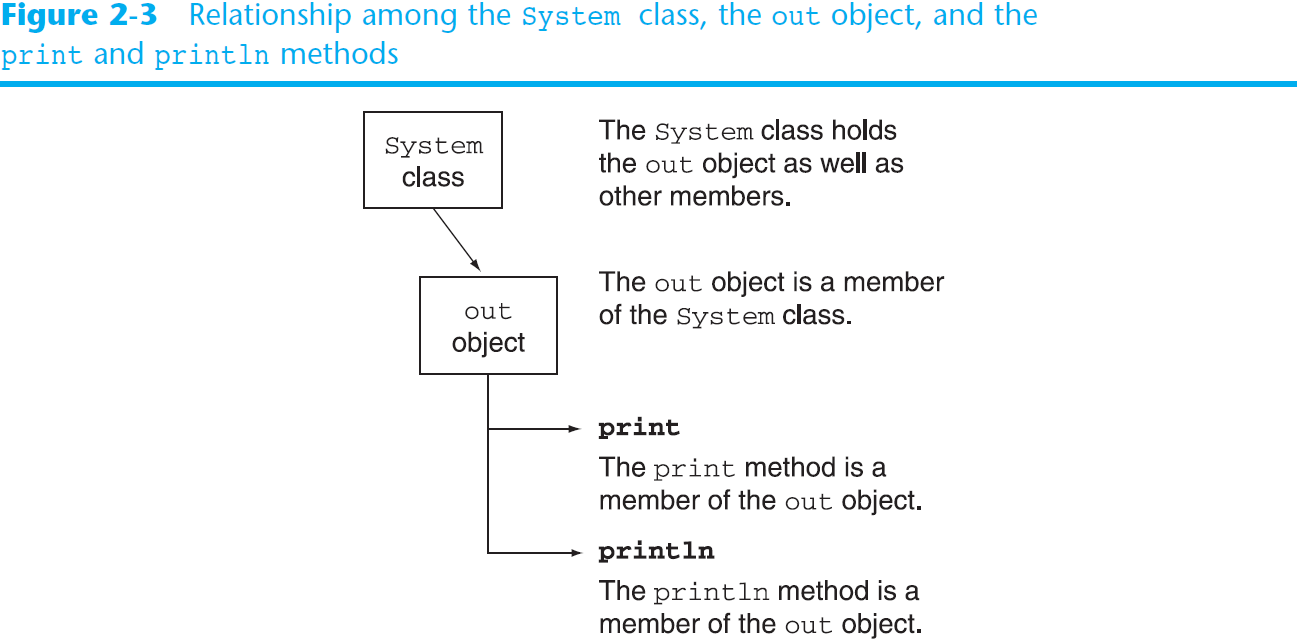 Figure 2-3 Relationship among the System class, the out object, and the
print and println methods
System
class
The System class holds
the out object as well as
other members.
out
object
The out object is a member
of the System class.
print
The print method is a
member of the out object.
println
The println method is a
member of the out object.